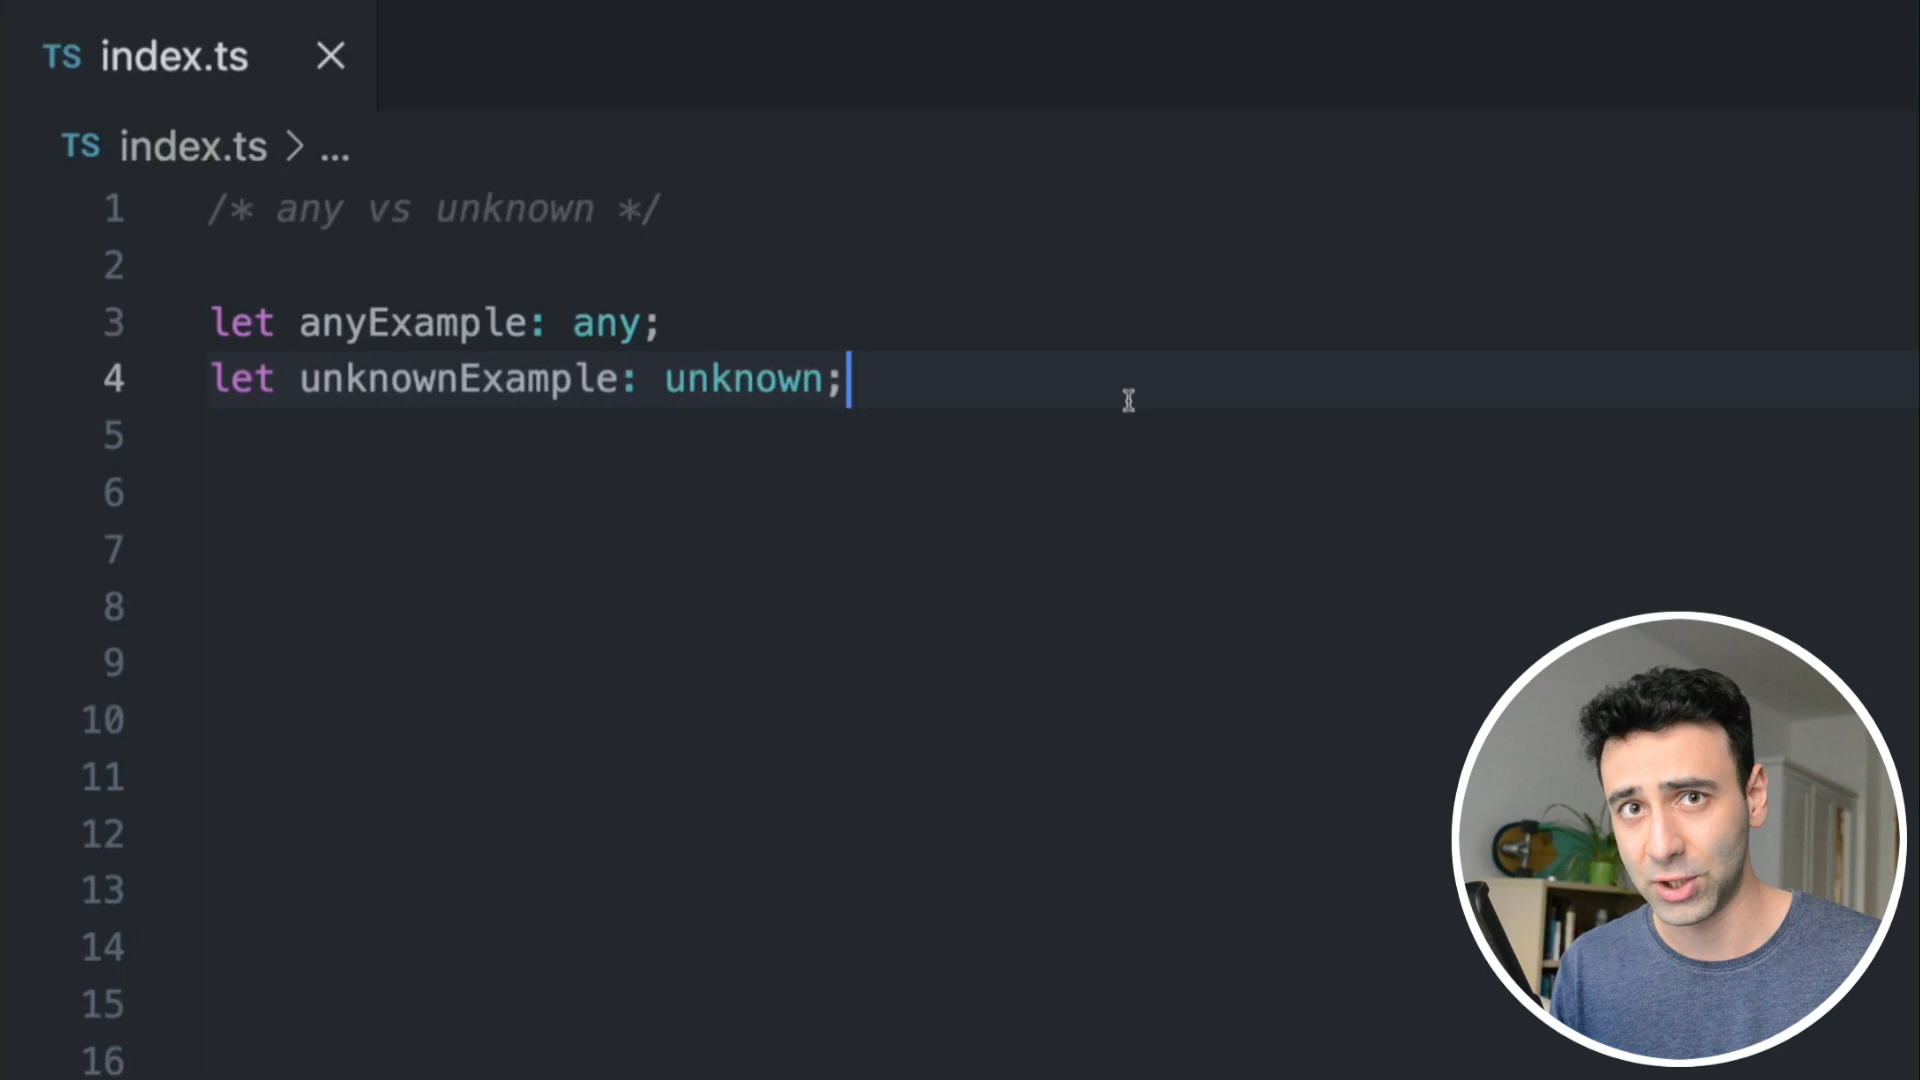 TS index.ts
TS index.ts > ...
1 /* any vs unknown */
2
3 let anyExample: any;
4 let unknownExample: unknown;
5
6
7
8
9
10
11
12
13
14
15
16